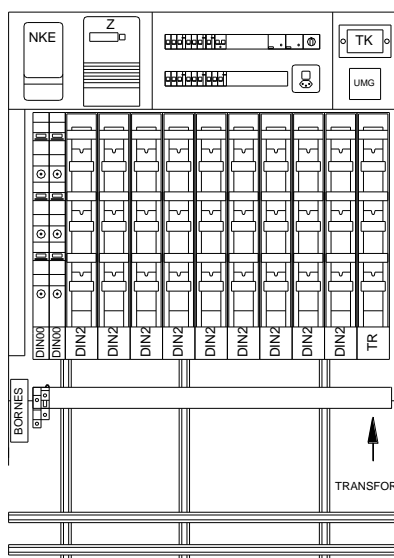 NKE
Z
TK
UMG
DIN00
DIN00
DIN2
DIN2
DIN2
DIN2
DIN2
DIN2
DIN2
DIN2
DIN2
TR
BORNES
TRANSFOR